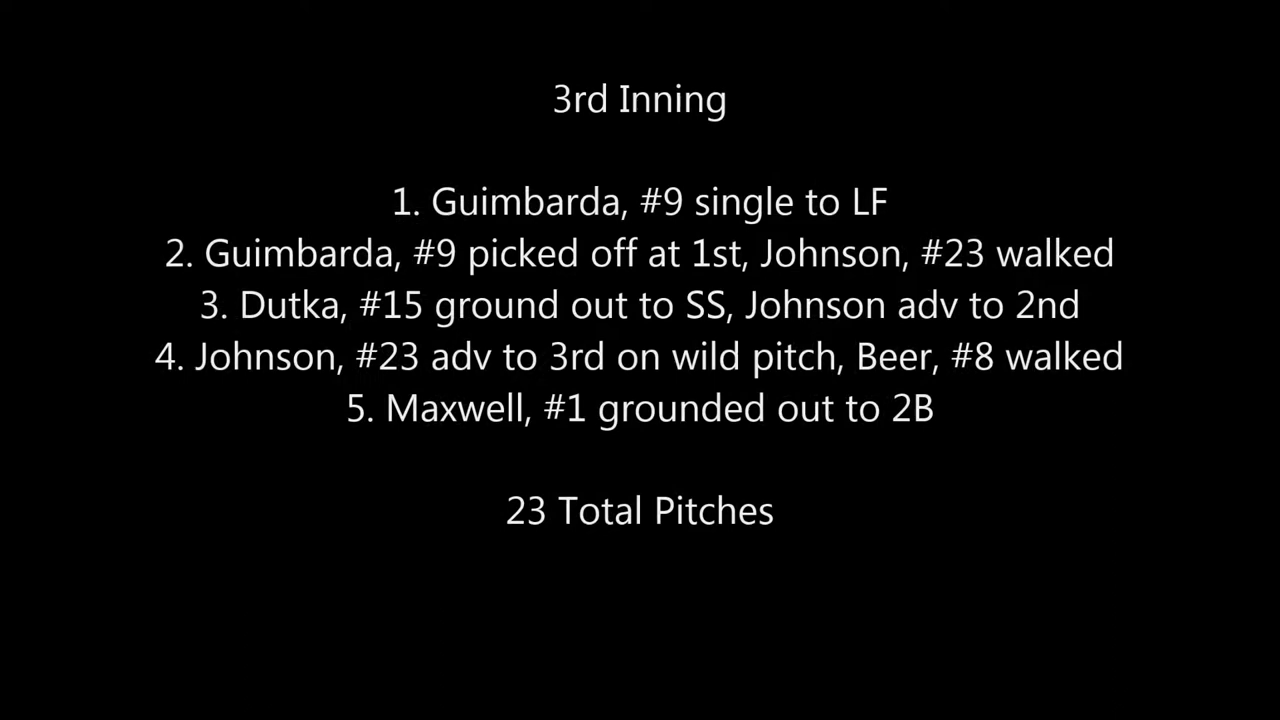 3rd Inning
1. Guimbarda, #9 single to LF
2. Guimbarda, #9 picked off at 1st, Johnson, #23 walked
3. Dutka, #15 ground out to SS, Johnson adv to 2nd
4. Johnson, #23 adv to 3rd on wild pitch, Beer, #8 walked
5. Maxwell, #1 grounded out to 2B
23 Total Pitches